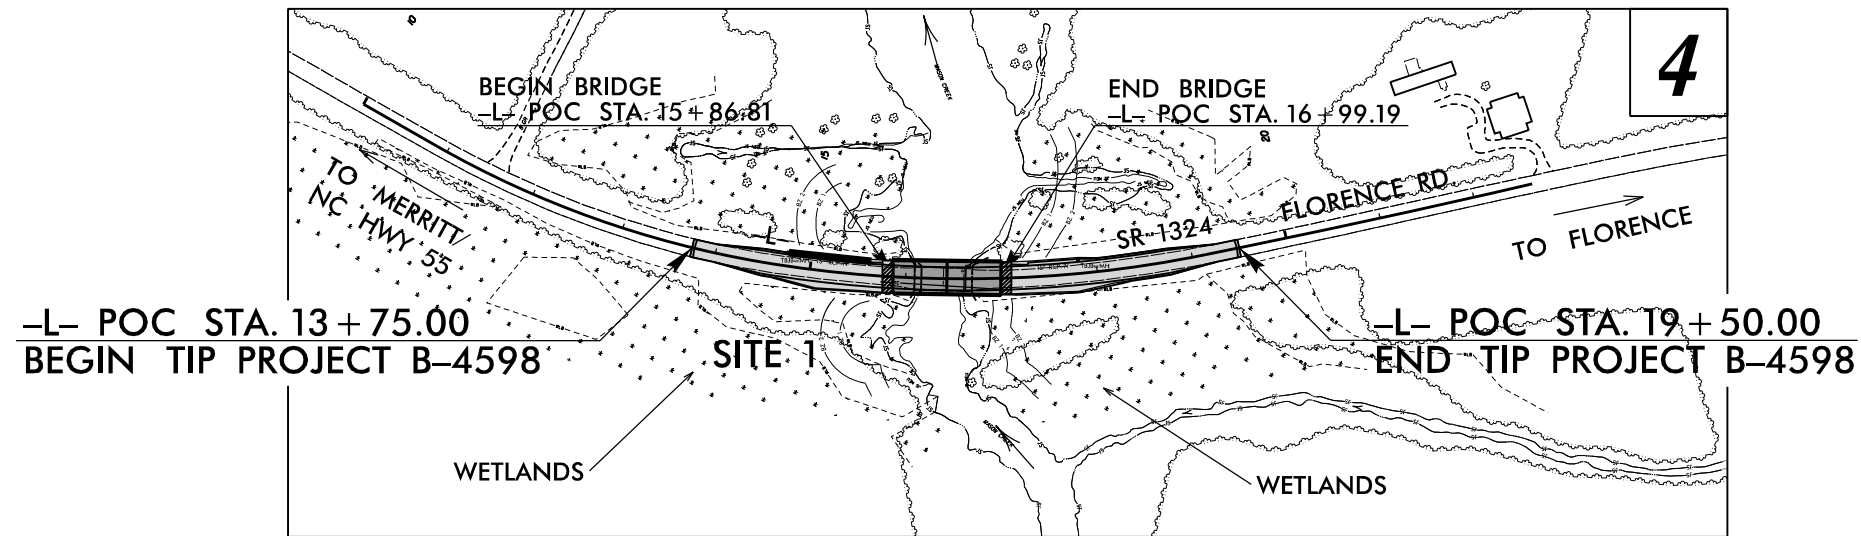 4
BEGIN BRIDGE
-L- POC STA. 15+86.81
END BRIDGE
-L- POC STA. 16+99.19
20
15
TO MERRITT/
NC HWY 55
L
SR 1324
FLORENCE RD
TO FLORENCE
-L- POC STA. 13+75.00
BEGIN TIP PROJECT B-4598
SITE 1
-L- POC STA. 19+50.00
END TIP PROJECT B-4598
WETLANDS
WETLANDS